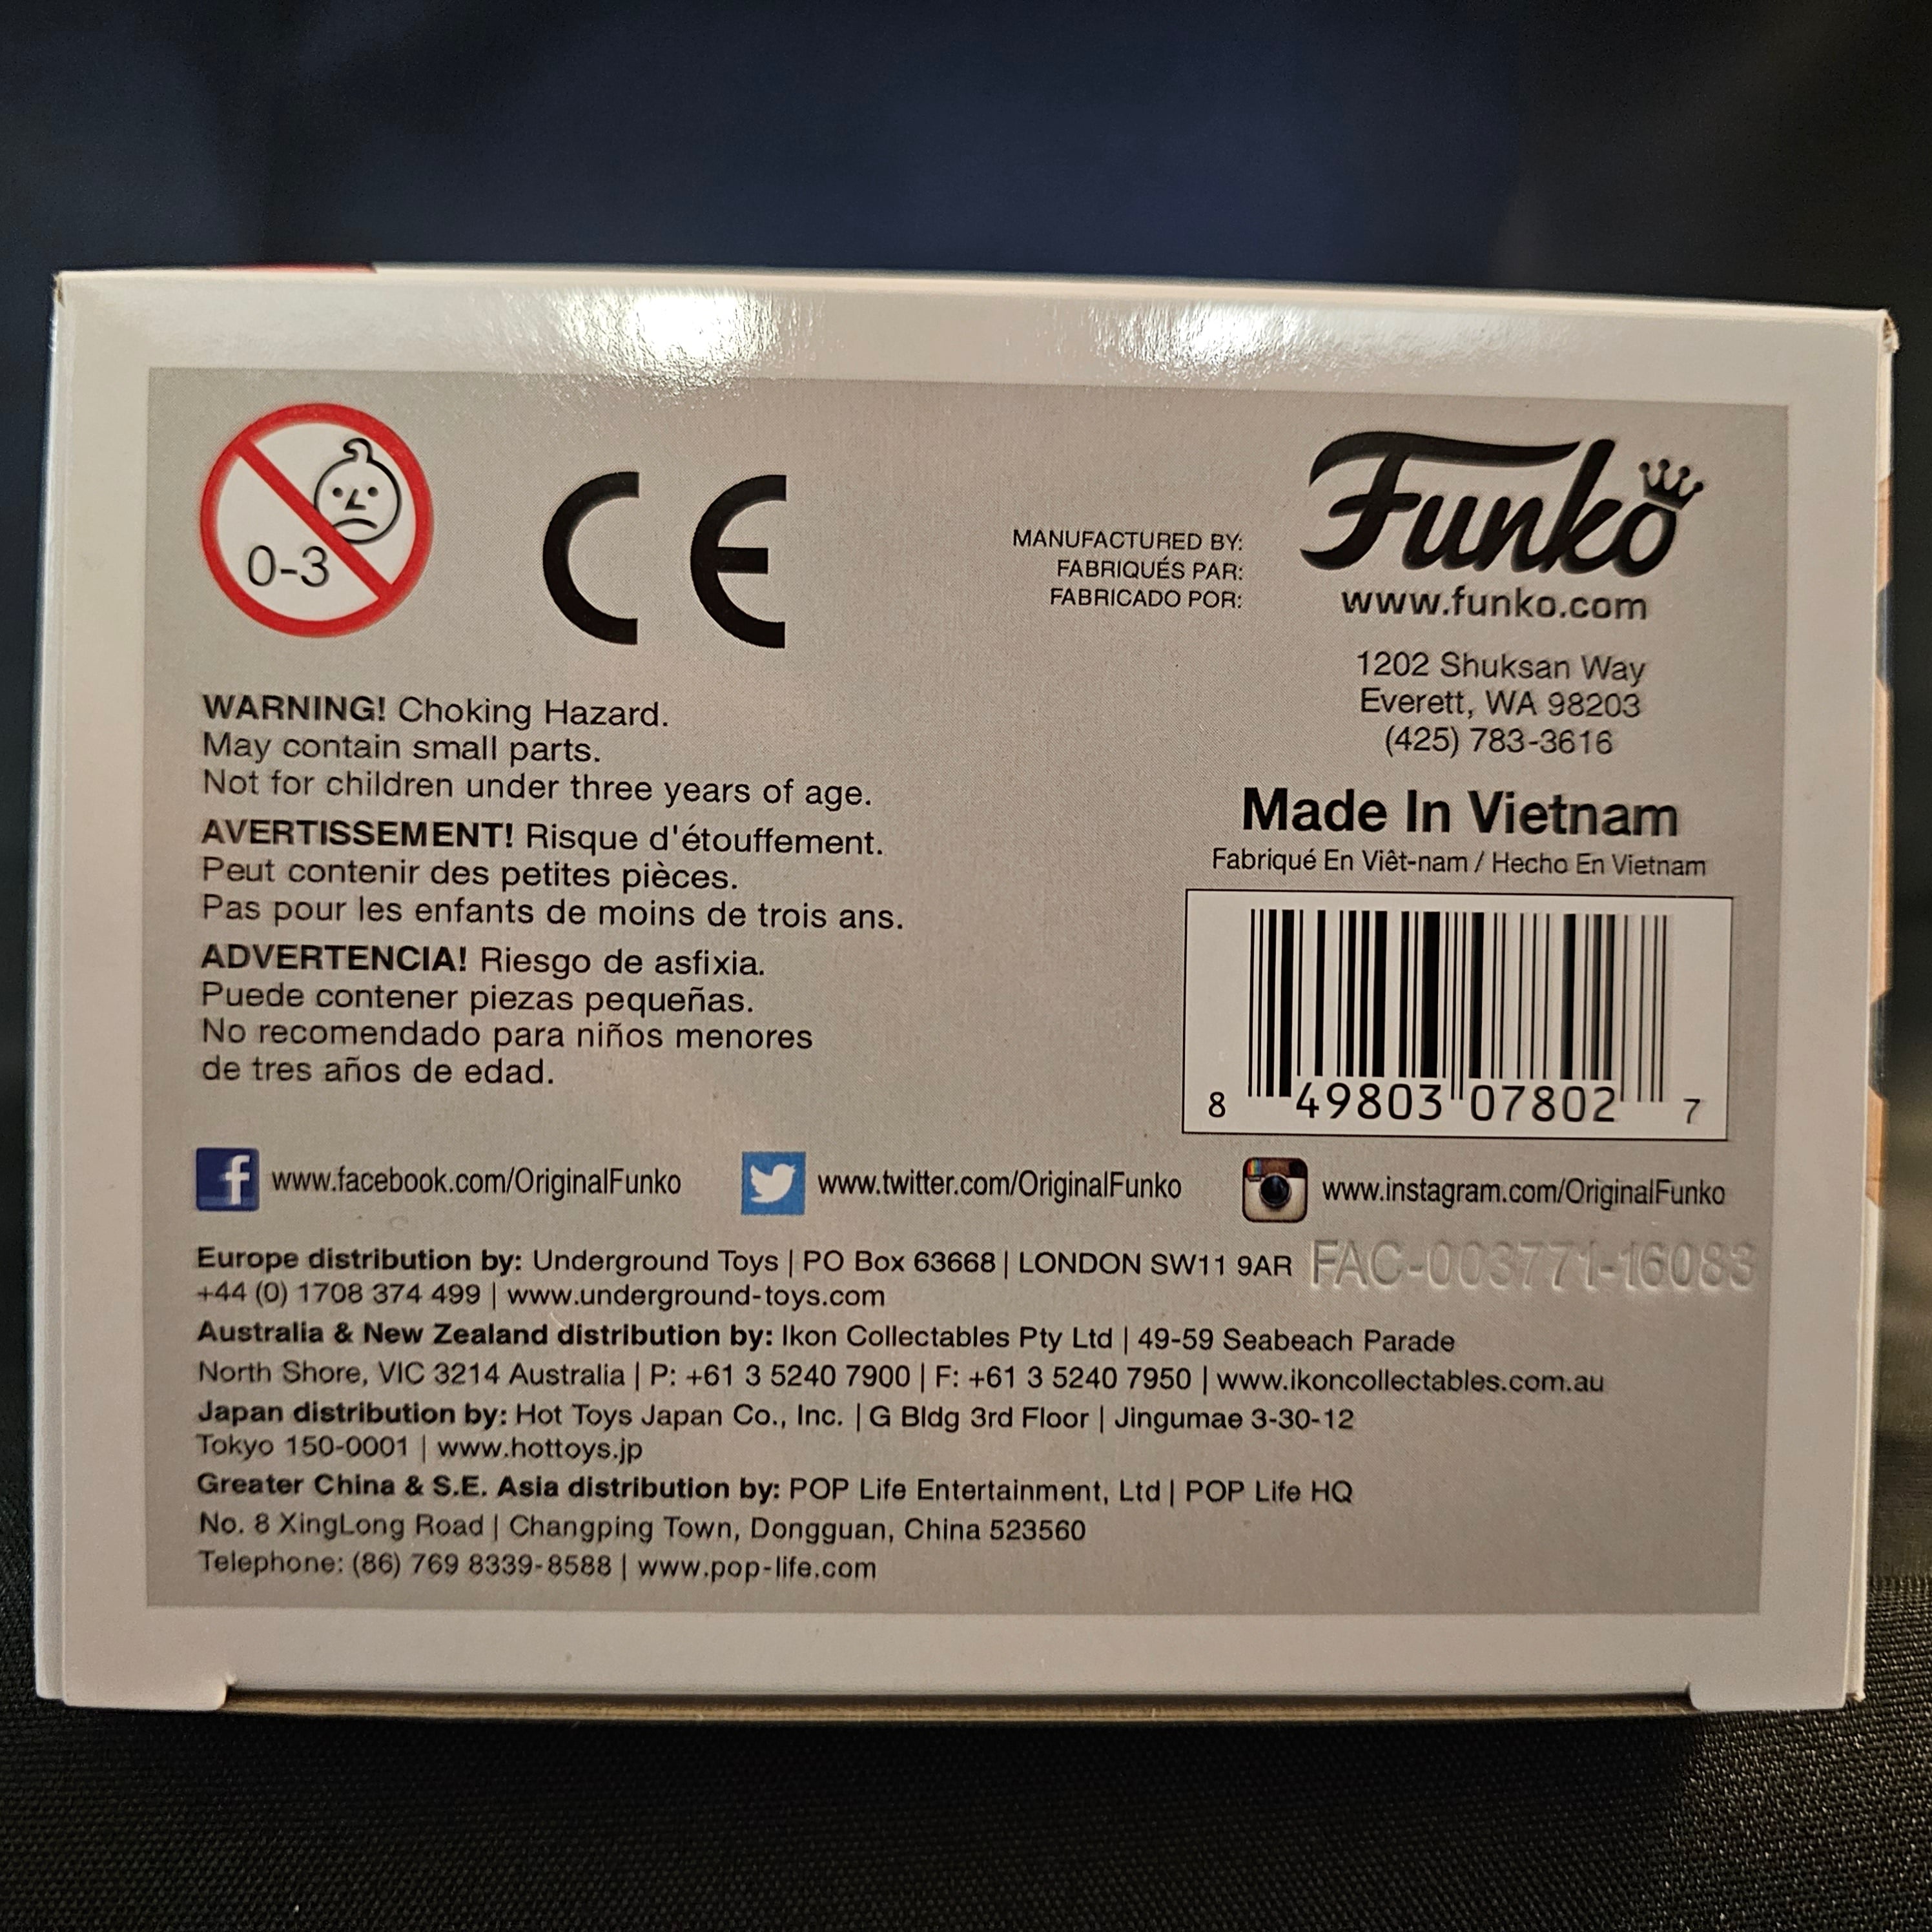 0-3
CE
MANUFACTURED BY:
FABRIQUÉS PAR:
FABRICADO POR:
Funko
www.funko.com
1202 Shuksan Way
Everett, WA 98203
(425) 783-3616
Made In Vietnam
Fabriqué En Viêt-nam / Hecho En Vietnam
8 49803 07802 7
WARNING! Choking Hazard.
May contain small parts.
Not for children under three years of age.
AVERTISSEMENT! Risque d'étouffement.
Peut contenir des petites pièces.
Pas pour les enfants de moins de trois ans.
ADVERTENCIA! Riesgo de asfixia.
Puede contener piezas pequeñas.
No recomendado para niños menores
de tres años de edad.
f www.facebook.com/OriginalFunko www.twitter.com/OriginalFunko www.instagram.com/OriginalFunko
Europe distribution by: Underground Toys | PO Box 63668 | LONDON SW11 9AR FAC-003771-16083
+44 (0) 1708 374 499 | www.underground-toys.com
Australia & New Zealand distribution by: Ikon Collectables Pty Ltd | 49-59 Seabeach Parade
North Shore, VIC 3214 Australia | P: +61 3 5240 7900 | F: +61 3 5240 7950 | www.ikoncollectables.com.au
Japan distribution by: Hot Toys Japan Co., Inc. | G Bldg 3rd Floor | Jingumae 3-30-12
Tokyo 150-0001 | www.hottoys.jp
Greater China & S.E. Asia distribution by: POP Life Entertainment, Ltd | POP Life HQ
No. 8 XingLong Road | Changping Town, Dongguan, China 523560
Telephone: (86) 769 8339-8588 | www.pop-life.com